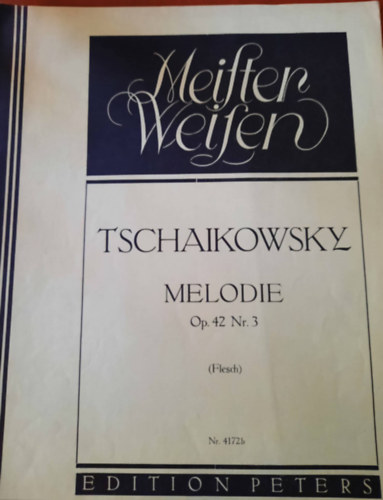 Meister
Weisen
TSCHAIKOWSKY
MELODIE
Op. 42 Nr. 3
(Flesch)
Nr. 4172b
EDITION PETERS